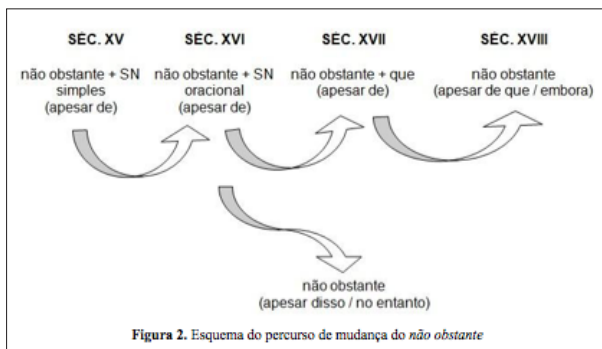 SÉC. XV SÉC. XVI SÉC. XVII SÉC. XVIII
não obstante + SN simples (apesar de)
não obstante + SN oracional (apesar de)
não obstante + que (apesar de)
não obstante (apesar de que / embora)
não obstante
(apesar disso / no entanto)
Figura 2. Esquema do percurso de mudança do não obstante